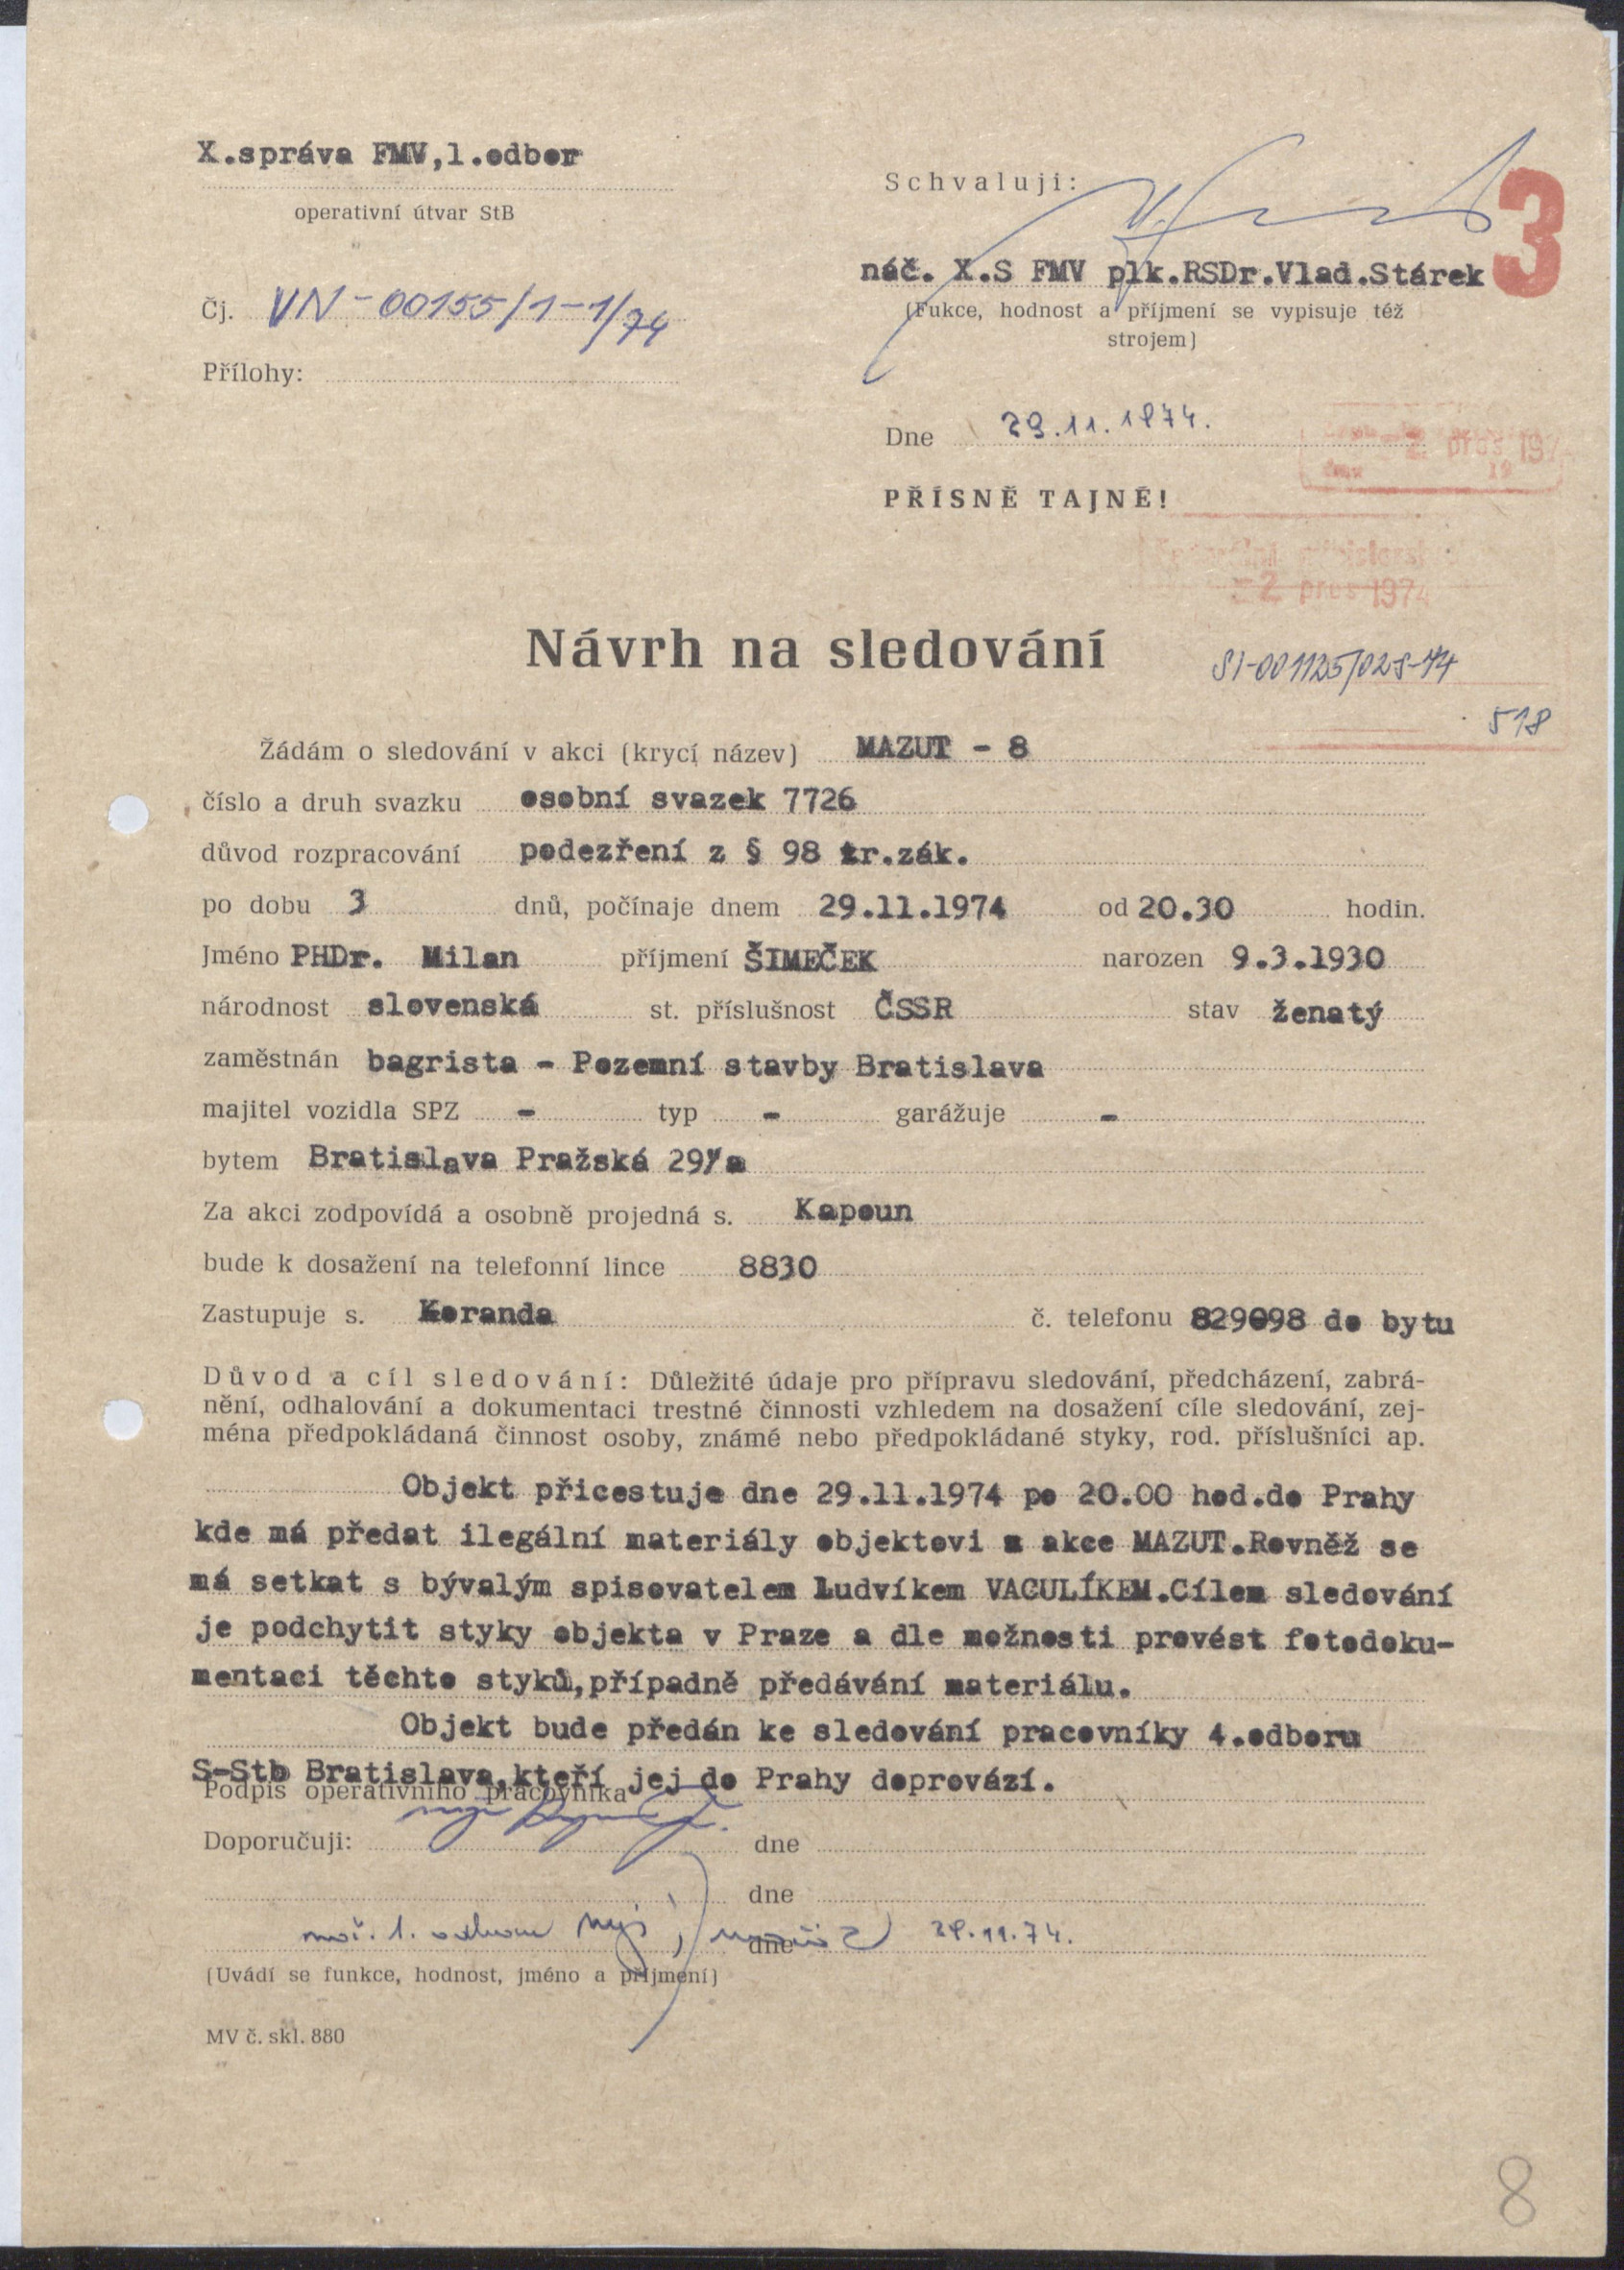 X.správa FMV,1.odbor
operativní útvar StB
Schvaluji:
3
náč. X.S FMV plk.RSDr.Vlad.Stárek
(Fukce, hodnost a příjmení se vypisuje též
strojem)
Čj. VN-00155/1-1/74
Přílohy:
Dne 29.11.1974.
PŘÍSNĚ TAJNÉ!
-2. pros 197
-2 pros 1974
Návrh na sledování
SI-001125/02S-74
518
Žádám o sledování v akci (krycí název) MAZUT - 8
číslo a druh svazku osobní svazek 7726
důvod rozpracování podezření z § 98 tr.zák.
po dobu 3 dnů, počínaje dnem 29.11.1974 od 20.30 hodin.
Jméno PHDr. Milan příjmení ŠIMEČEK narozen 9.3.1930
národnost slovenská st. příslušnost ČSSR stav ženatý
zaměstnán bagrista - Pozemní stavby Bratislava
majitel vozidla SPZ - typ - garážuje -
bytem Bratislava Pražská 29/a
Za akci zodpovídá a osobně projedná s. Kapoun
bude k dosažení na telefonní lince 8830
Zastupuje s. Koranda č. telefonu 829098 do bytu
Důvod a cíl sledování: Důležité údaje pro přípravu sledování, předcházení, zabrá-
nění, odhalování a dokumentaci trestné činnosti vzhledem na dosažení cíle sledování, zej-
ména předpokládaná činnost osoby, známé nebo předpokládané styky, rod. příslušníci ap.
Objekt přicestuje dne 29.11.1974 po 20.00 hod.do Prahy
kde má předat ilegální materiály objektovi z akce MAZUT.Rovněž se
má setkat s bývalým spisovatelem Ludvíkem VACULÍKEM.Cílem sledování
je podchytit styky objekta v Praze a dle možnosti provést fotodoku-
mentaci těchto styků,případně předávání materiálu.
Objekt bude předán ke sledování pracovníky 4.odboru
S-Stb Bratislava,kteří jej do Prahy doprovází.
Podpis operativního pracovníka
Doporučuji: dne
dne
nač. 1. odboru dne 29.11.74.
(Uvádí se funkce, hodnost, jméno a příjmení)
MV č. skl. 880
8